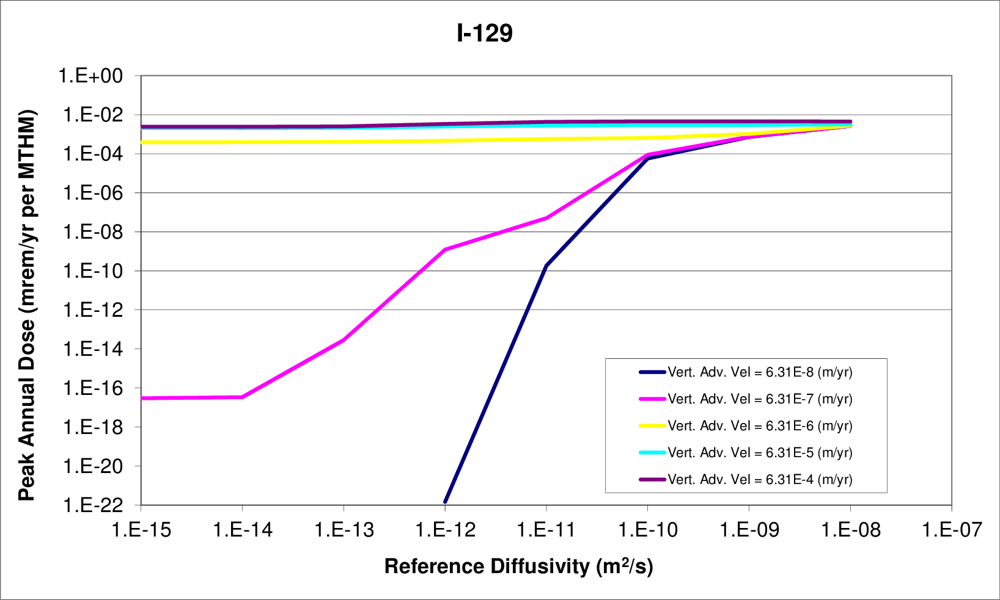 I-129
Peak Annual Dose (mrem/yr per MTHM)
1.E+00
1.E-02
1.E-04
1.E-06
1.E-08
1.E-10
1.E-12
1.E-14
1.E-16
1.E-18
1.E-20
1.E-22
Vert. Adv. Vel = 6.31E-8 (m/yr)
Vert. Adv. Vel = 6.31E-7 (m/yr)
Vert. Adv. Vel = 6.31E-6 (m/yr)
Vert. Adv. Vel = 6.31E-5 (m/yr)
Vert. Adv. Vel = 6.31E-4 (m/yr)
1.E-15 1.E-14 1.E-13 1.E-12 1.E-11 1.E-10 1.E-09 1.E-08 1.E-07
Reference Diffusivity (m²/s)